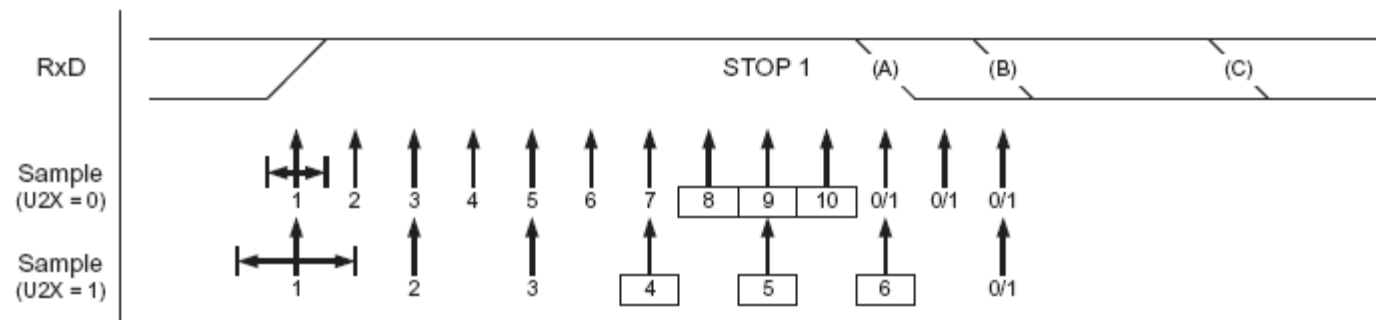 RxD STOP 1 (A) (B) (C)
Sample
(U2X = 0)
1 2 3 4 5 6 7 8 9 10 0/1 0/1 0/1
Sample
(U2X = 1)
1 2 3 4 5 6 0/1